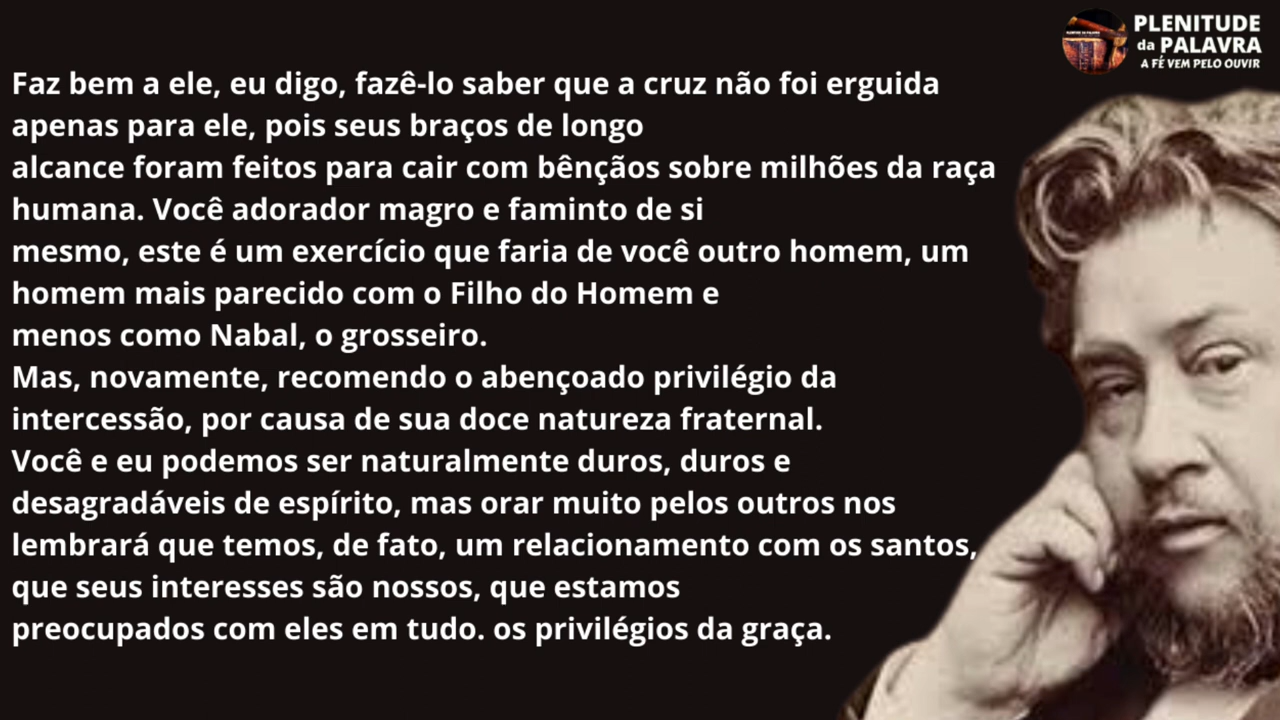 PLENITUDE
da PALAVRA
A FÉ VEM PELO OUVIR
Faz bem a ele, eu digo, fazê-lo saber que a cruz não foi erguida
apenas para ele, pois seus braços de longo
alcance foram feitos para cair com bênçãos sobre milhões da raça
humana. Você adorador magro e faminto de si
mesmo, este é um exercício que faria de você outro homem, um
homem mais parecido com o Filho do Homem e
menos como Nabal, o grosseiro.
Mas, novamente, recomendo o abençoado privilégio da
intercessão, por causa de sua doce natureza fraternal.
Você e eu podemos ser naturalmente duros, duros e
desagradáveis de espírito, mas orar muito pelos outros nos
lembrará que temos, de fato, um relacionamento com os santos,
que seus interesses são nossos, que estamos
preocupados com eles em tudo. os privilégios da graça.